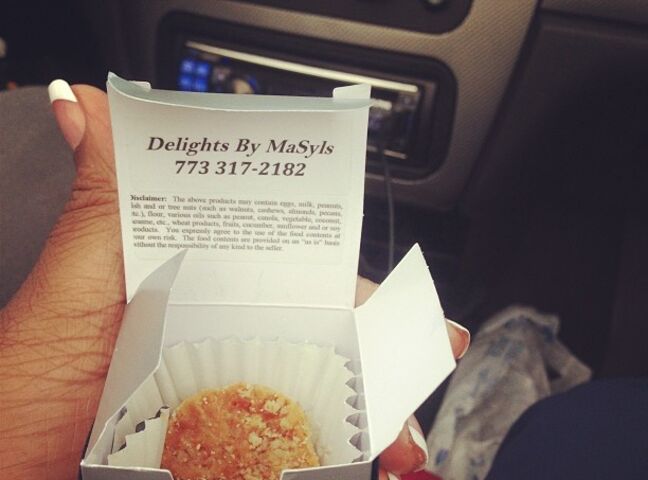 Delights By MaSyls
773 317-2182
Disclaimer: The above products may contain eggs, milk, peanuts,
fish and or tree nuts (such as walnuts, cashews, almonds, pecans,
etc.), flour, various oils such as peanut, canola, vegetable, coconut,
sesame, etc., wheat products, fruits, cucumber, sunflower and or soy
products. You expressly agree to the use of the food contents at
your own risk. The food contents are provided on an "as is" basis
without the responsibility of any kind to the seller.